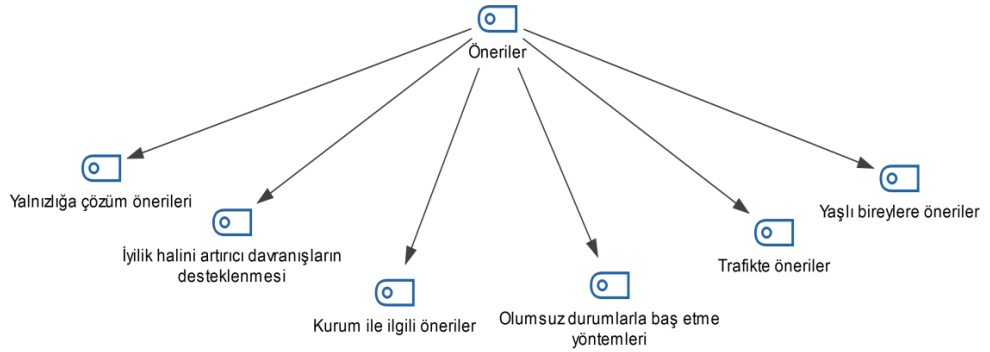 Öneriler
Yalnızlığa çözüm önerileri
İyilik halini artırıcı davranışların
desteklenmesi
Kurum ile ilgili öneriler
Olumsuz durumlarla baş etme
yöntemleri
Trafikte öneriler
Yaşlı bireylere öneriler